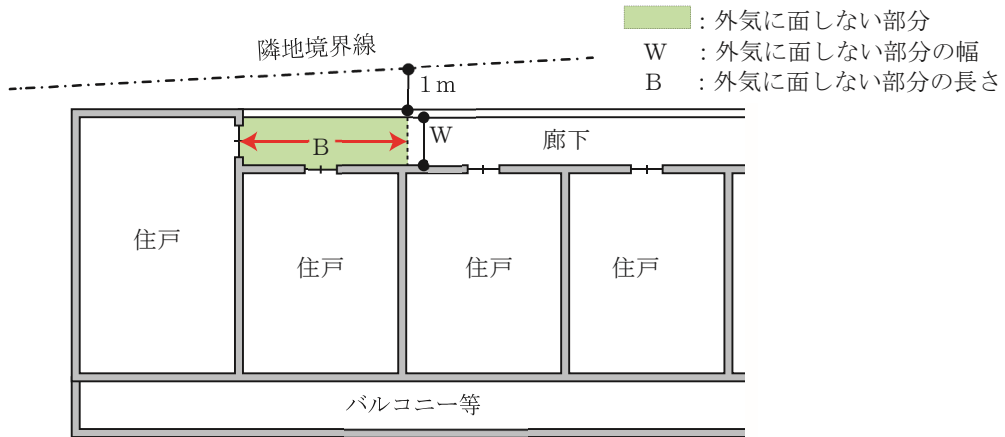 ：外気に面しない部分
W ：外気に面しない部分の幅
B ：外気に面しない部分の長さ
隣地境界線
1m
W
B
廊下
住戸
住戸
住戸
住戸
バルコニー等